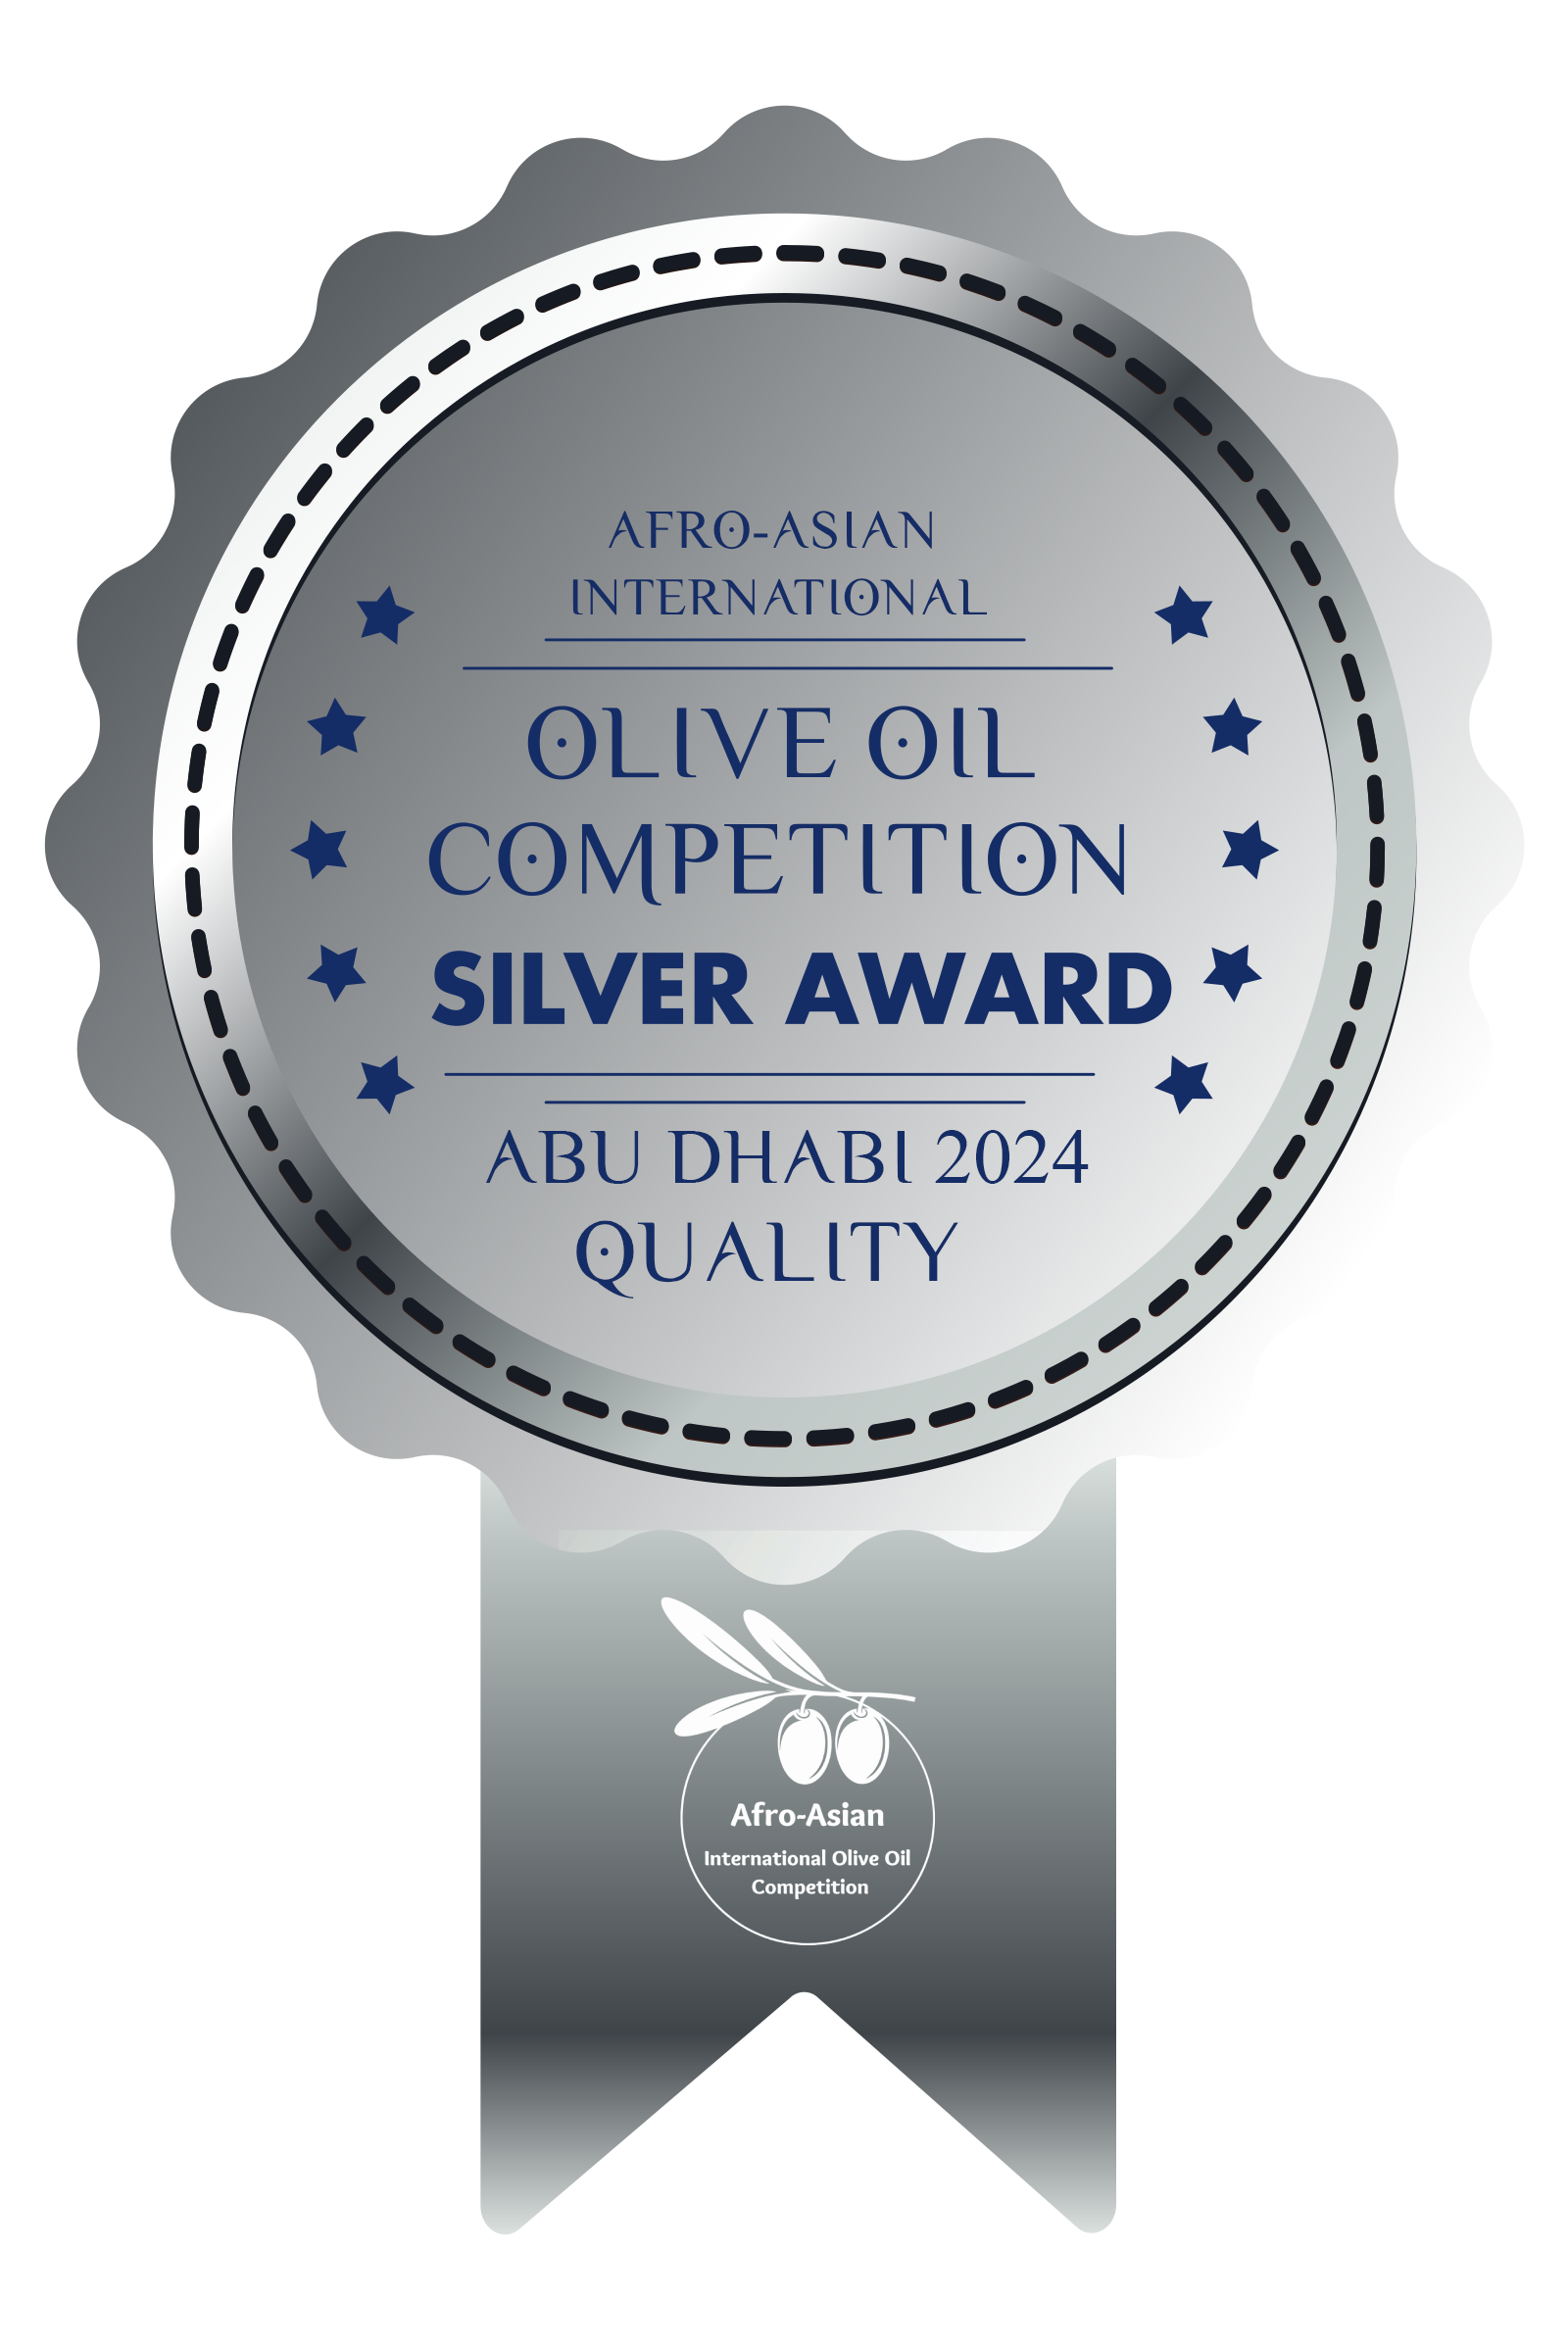 AFRO-ASIAN
INTERNATIONAL
OLIVE OIL
COMPETITION
SILVER AWARD
ABU DHABI 2024
QUALITY
Afro-Asian
International Olive Oil
Competition